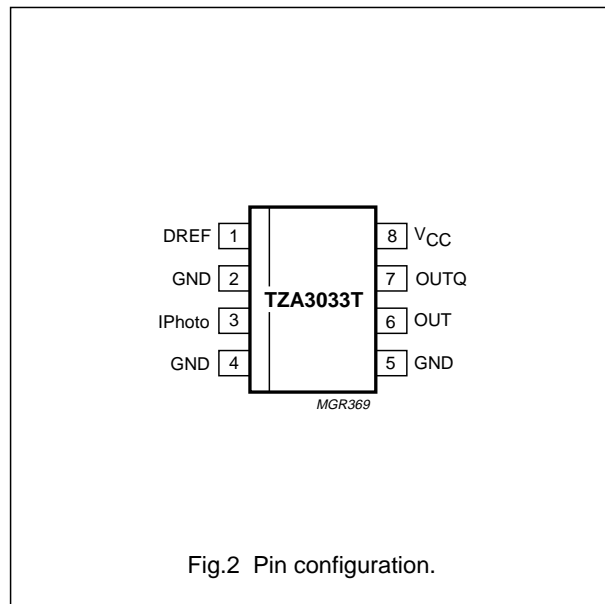 DREF 1 8 VCC
GND 2 7 OUTQ
TZA3033T
IPhoto 3 6 OUT
GND 4 5 GND
MGR369
Fig.2 Pin configuration.